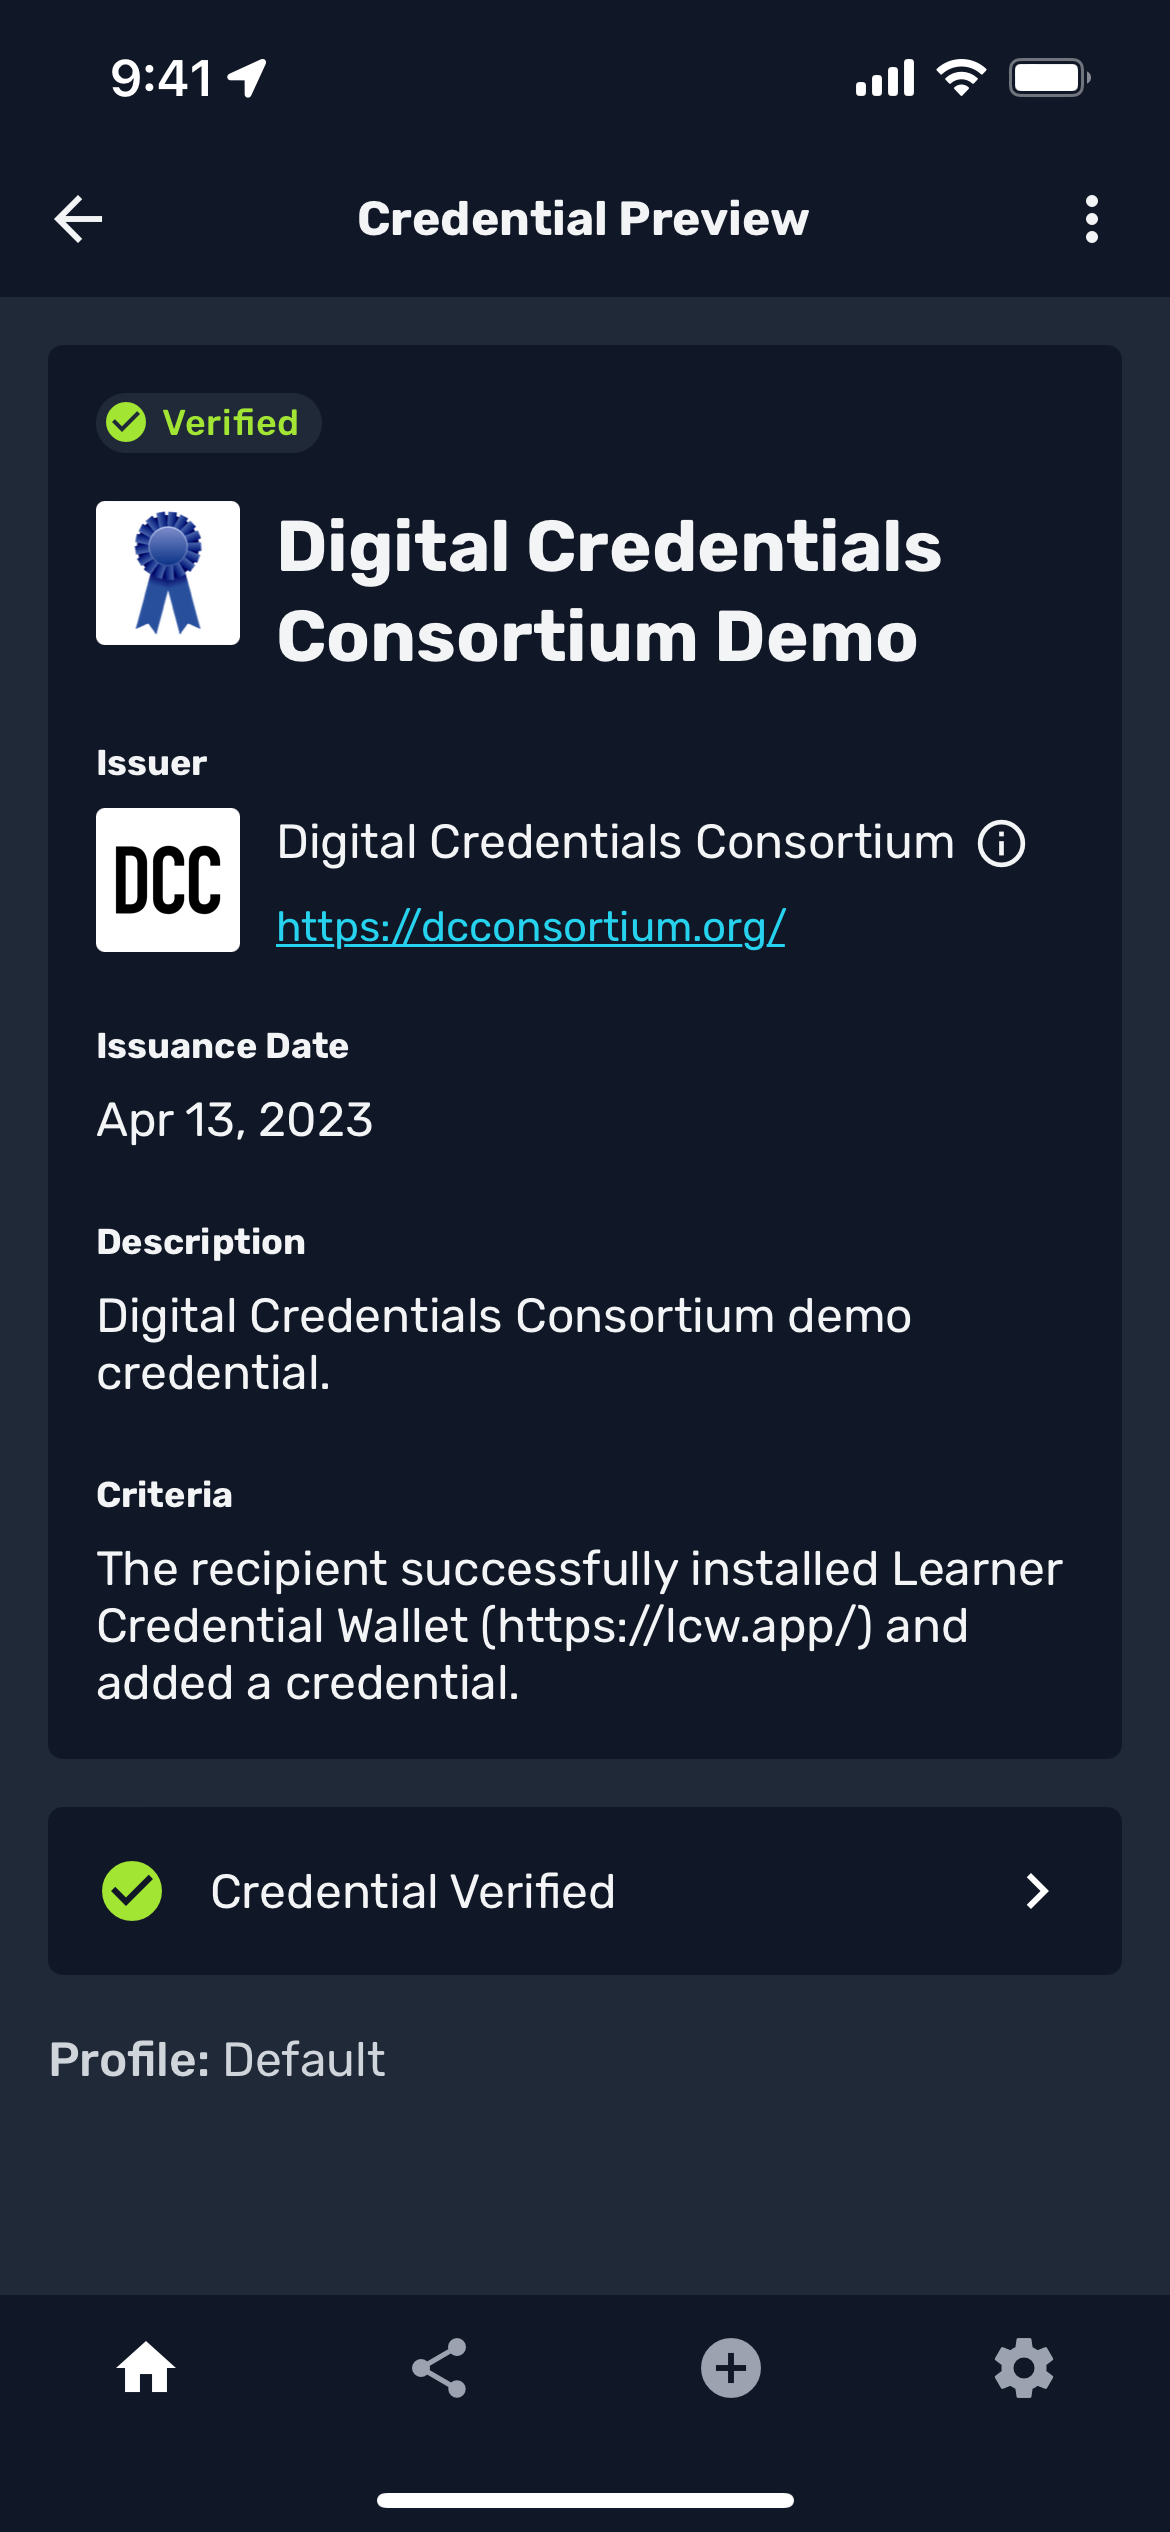 9:41
Credential Preview
Verified
Digital Credentials
Consortium Demo
Issuer
DCC
Digital Credentials Consortium
https://dcconsortium.org/
Issuance Date
Apr 13, 2023
Description
Digital Credentials Consortium demo
credential.
Criteria
The recipient successfully installed Learner
Credential Wallet (https://lcw.app/) and
added a credential.
Credential Verified
Profile: Default